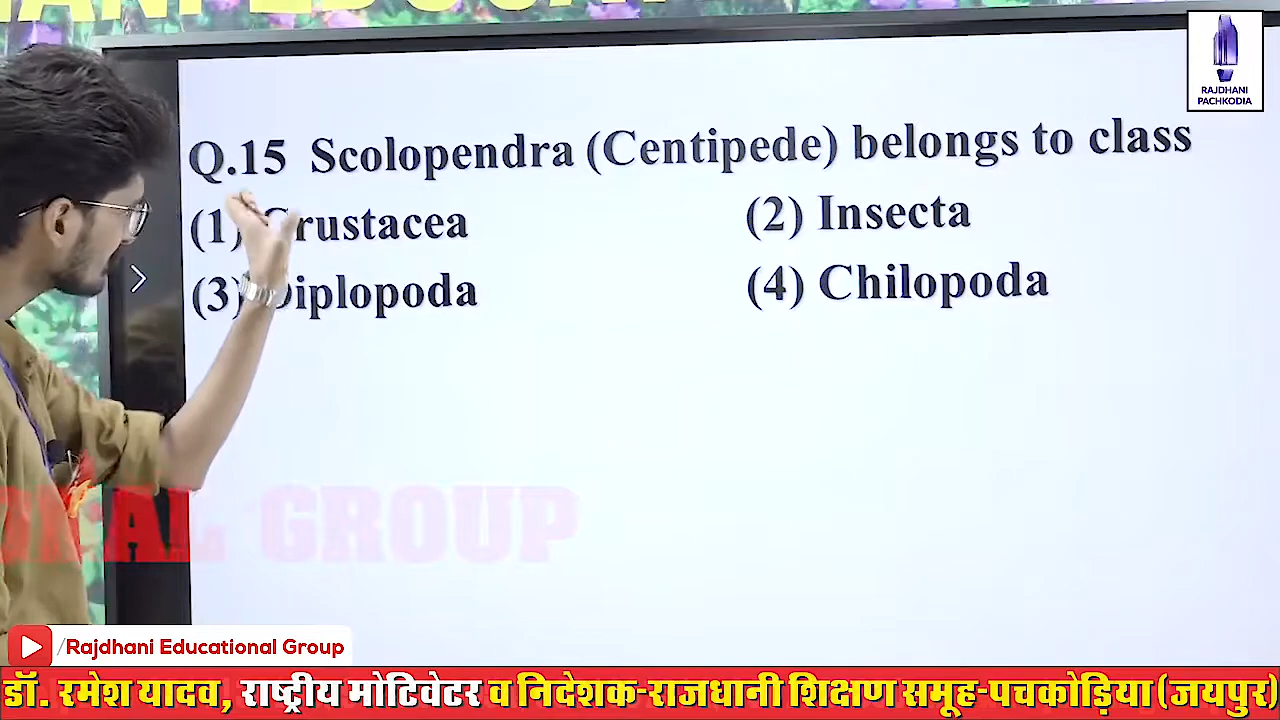 RAJDHANI
PACHKODIA
Q.15 Scolopendra (Centipede) belongs to class
(1) Crustacea (2) Insecta
(3) Diplopoda (4) Chilopoda
GROUP
/Rajdhani Educational Group
डॉ. रमेश यादव, राष्ट्रीय मोटिवेटर व निदेशक-राजधानी शिक्षण समूह-पचकोड़िया (जयपुर)